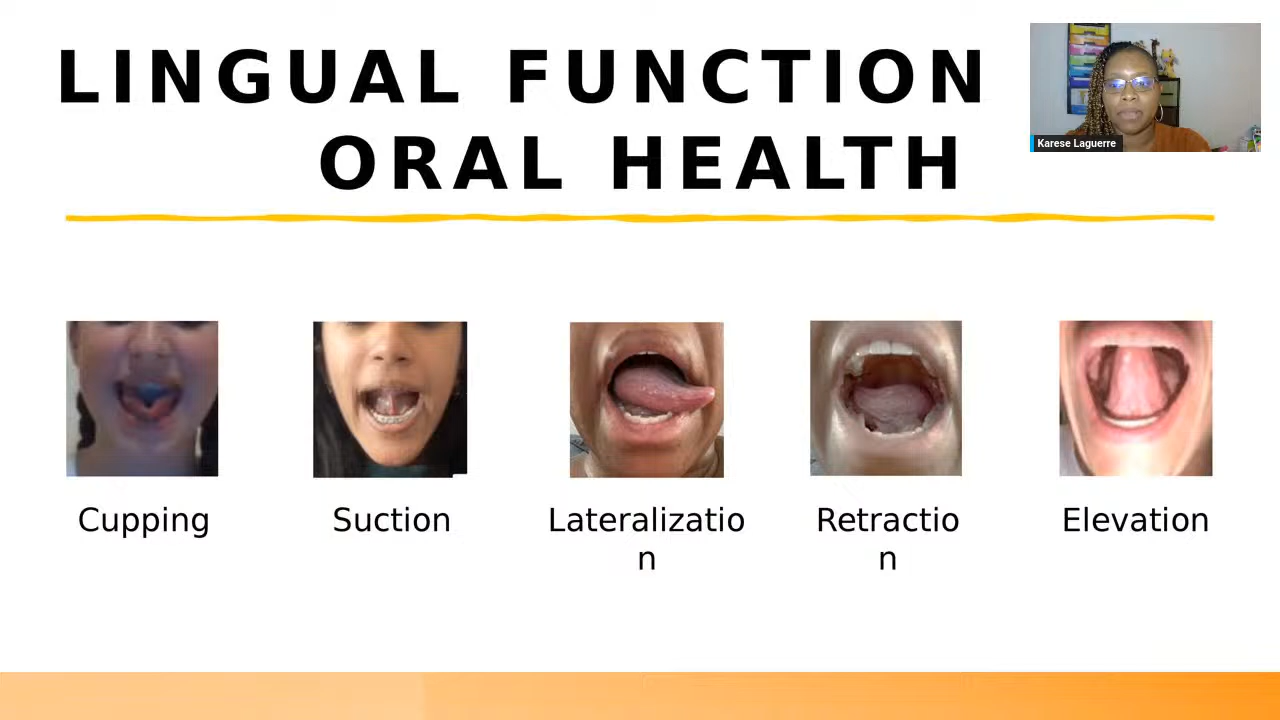 LINGUAL FUNCTION
ORAL HEALTH
Karese Laguerre
Cupping
Suction
Lateralizatio
n
Retractio
n
Elevation